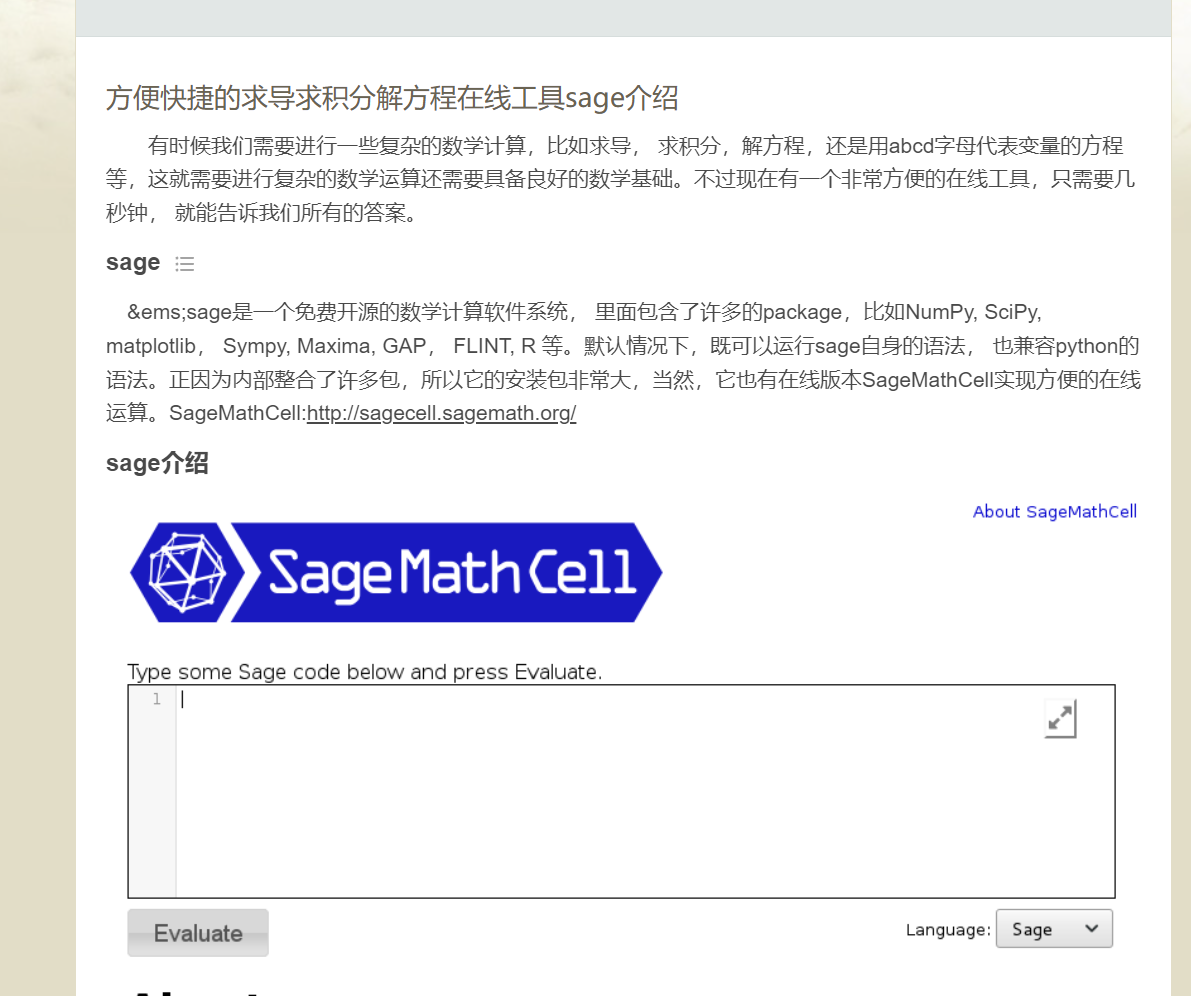 方便快捷的求导求积分解方程在线工具sage介绍
有时候我们需要进行一些复杂的数学计算，比如求导， 求积分，解方程，还是用abcd字母代表变量的方程
等，这就需要进行复杂的数学运算还需要具备良好的数学基础。不过现在有一个非常方便的在线工具，只需要几
秒钟， 就能告诉我们所有的答案。
sage
&ems;sage是一个免费开源的数学计算软件系统， 里面包含了许多的package，比如NumPy, SciPy,
matplotlib， Sympy, Maxima, GAP， FLINT, R 等。默认情况下，既可以运行sage自身的语法， 也兼容python的
语法。正因为内部整合了许多包，所以它的安装包非常大，当然，它也有在线版本SageMathCell实现方便的在线
运算。SageMathCell:http://sagecell.sagemath.org/
sage介绍
About SageMathCell
SageMathCell
Type some Sage code below and press Evaluate.
1
Evaluate
Language: Sage